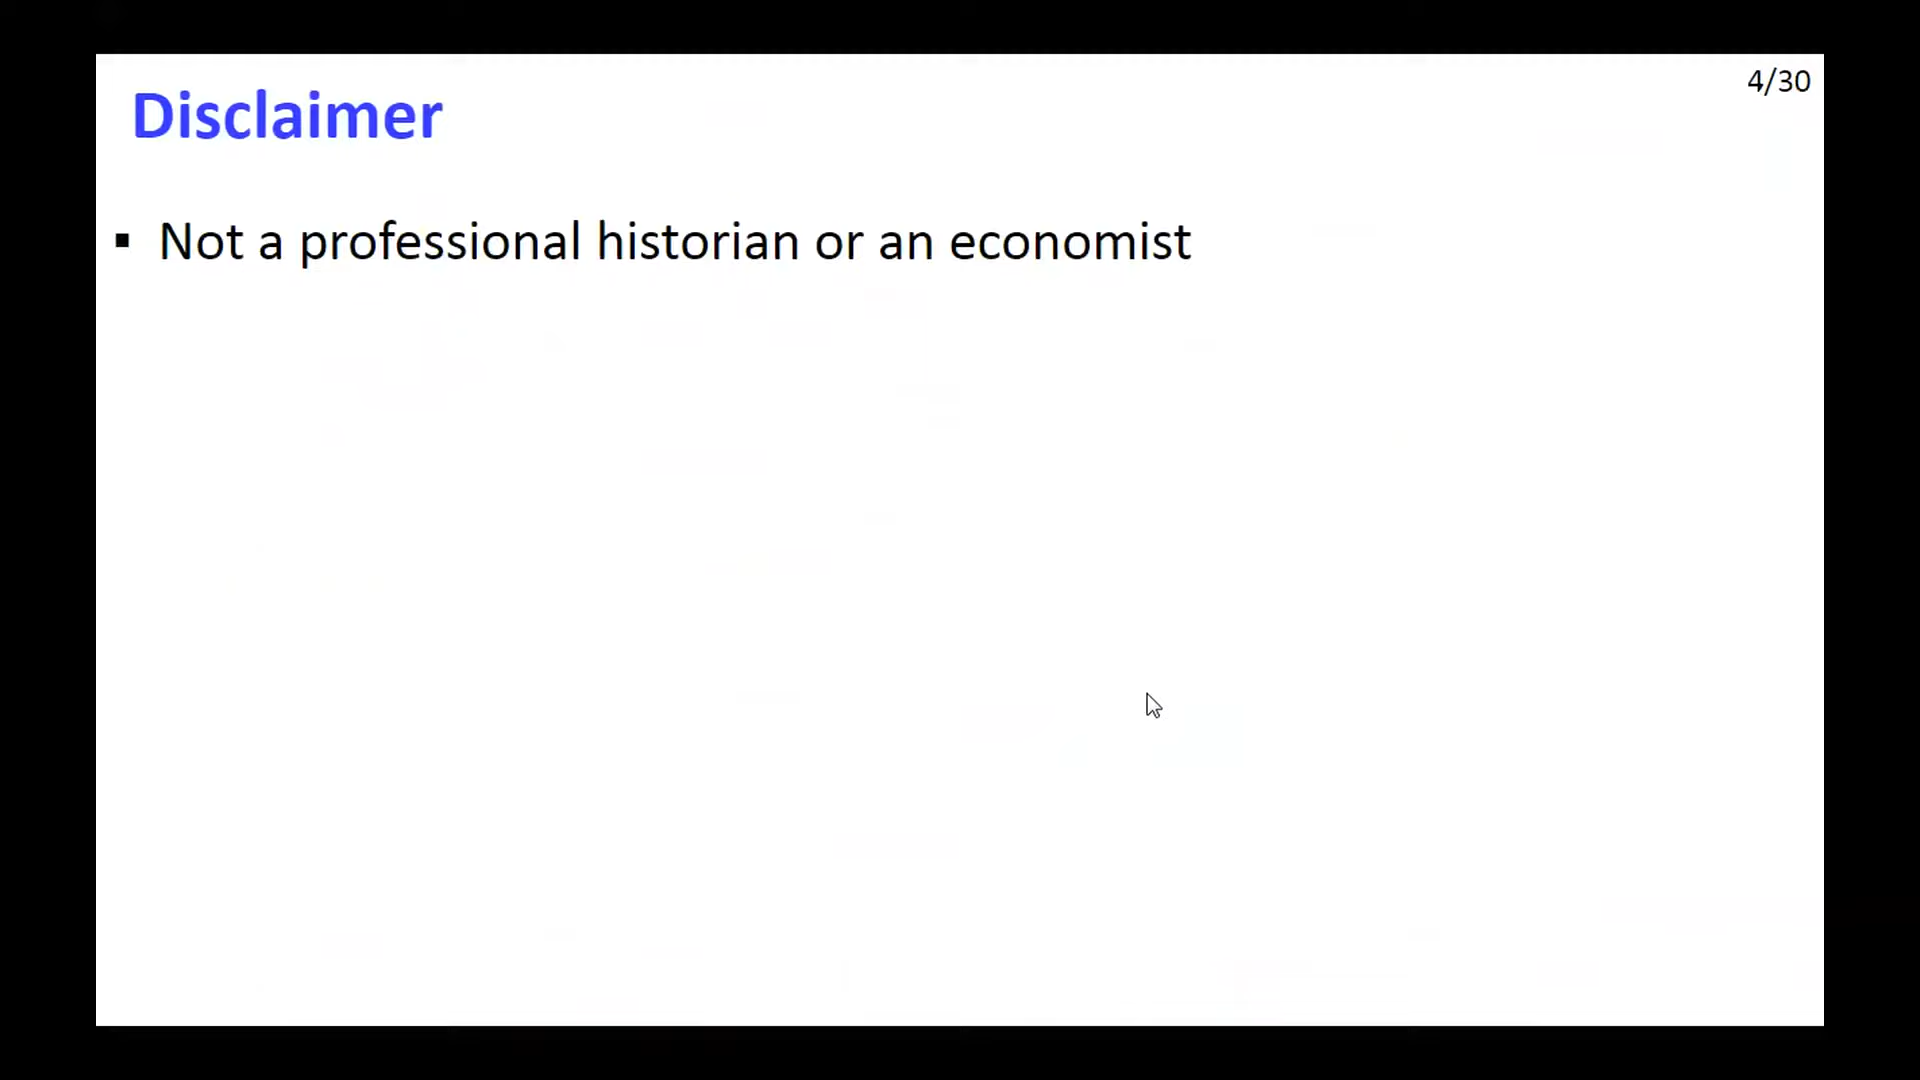 4/30
Disclaimer
▪ Not a professional historian or an economist